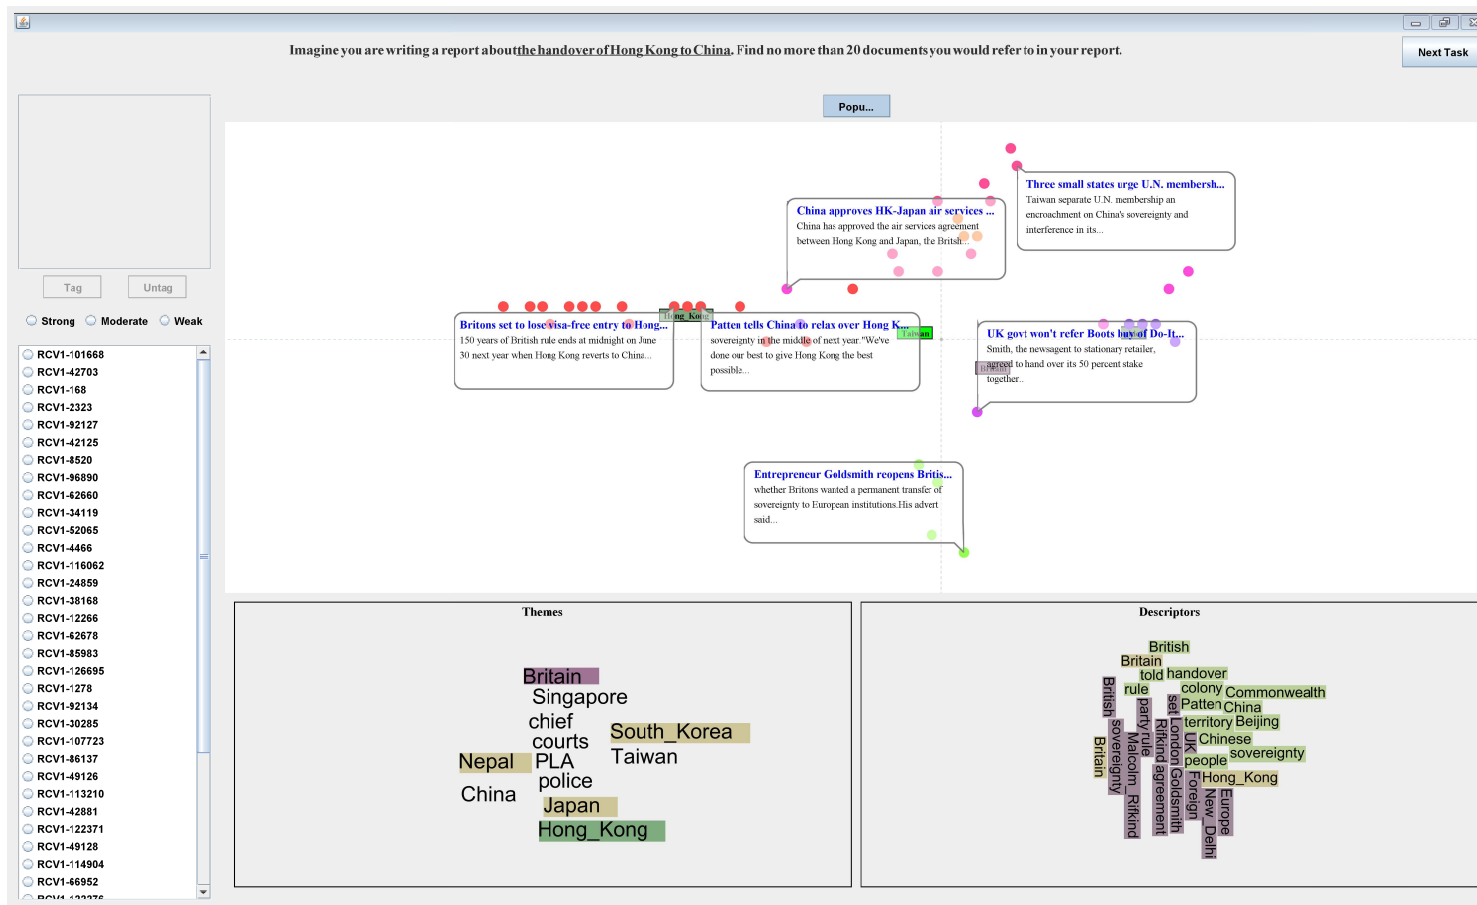 Imagine you are writing a report about the handover of Hong Kong to China. Find no more than 20 documents you would refer to in your report.
Next Task
Popu...
Tag
Untag
Strong
Moderate
Weak
RCV1-101668
RCV1-42703
RCV1-168
RCV1-2323
RCV1-92127
RCV1-42125
RCV1-8520
RCV1-96890
RCV1-62660
RCV1-34119
RCV1-52065
RCV1-4466
RCV1-116062
RCV1-24859
RCV1-38168
RCV1-12266
RCV1-62678
RCV1-85983
RCV1-126695
RCV1-1278
RCV1-92134
RCV1-30285
RCV1-107723
RCV1-86137
RCV1-49126
RCV1-113210
RCV1-42881
RCV1-122371
RCV1-49128
RCV1-114904
RCV1-66952
Three small states urge U.N. membersh...
Taiwan separate U.N. membership an
encroachment on China's sovereignty and
interference in its...
China approves HK-Japan air services ...
China has approved the air services agreement
between Hong Kong and Japan, the British...
Hong_Kong
Britons set to lose visa-free entry to Hong...
150 years of British rule ends at midnight on June
30 next year when Hong Kong reverts to China...
Patten tells China to relax over Hong K...
sovereignty in the middle of next year."We've
done our best to give Hong Kong the best
possible...
Taiwan
UK govt won't refer Boots buy of Do-It...
Smith, the newsagent to stationary retailer,
agreed to hand over its 50 percent stake
together..
Britain
Entrepreneur Goldsmith reopens Britis...
whether Britons wanted a permanent transfer of
sovereignty to European institutions.His advert
said...
Themes
Britain
Singapore
chief
South_Korea
courts
Taiwan
Nepal
PLA
police
China
Japan
Hong_Kong
Descriptors
British
Britain
told
handover
rule
colony
Commonwealth
Patten
China
territory
Beijing
Chinese
sovereignty
people
Hong_Kong
British
sovereignty
Britain
party
rule
Malcolm_Rifkind
set
Rifkind
agreement
London
Goldsmith
UK
Foreign
New_Delhi
Europe